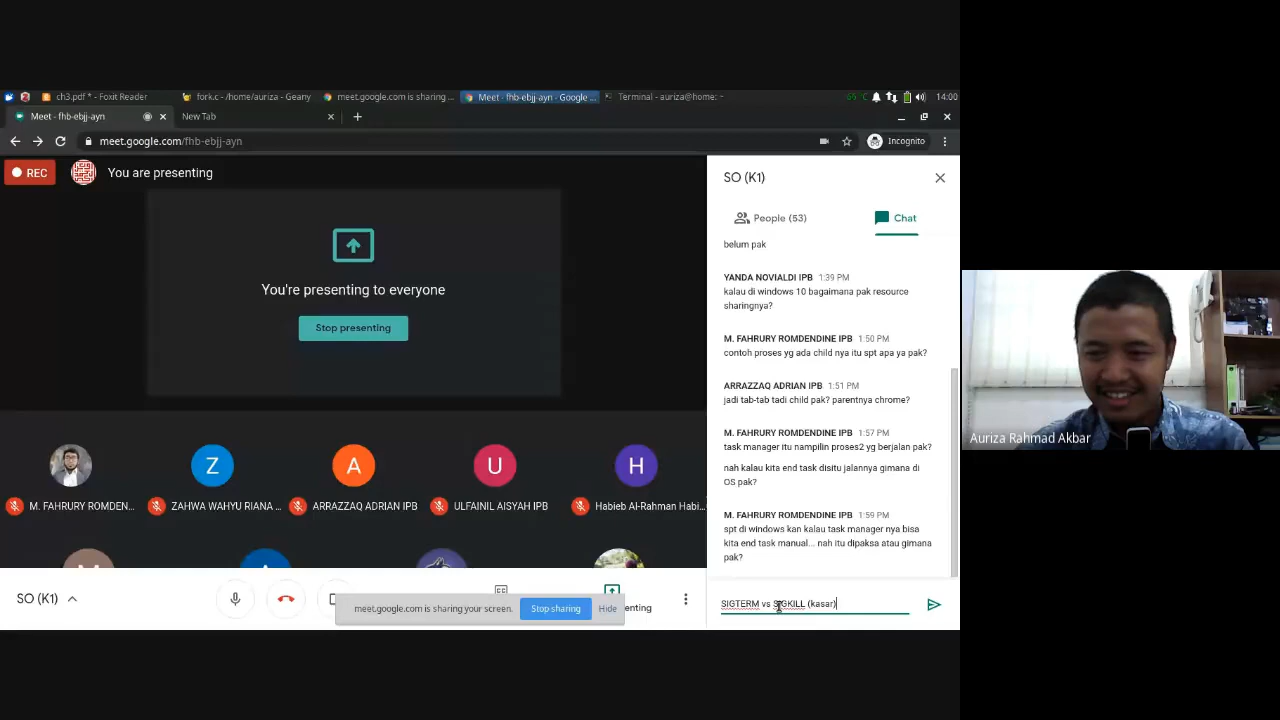 ch3.pdf * - Foxit Reader
fork.c - /home/auriza - Geany
meet.google.com is sharing ...
Meet - fhb-ebjj-ayn - Google ...
Terminal - auriza@home: ~
14:00
Meet - fhb-ebjj-ayn
New Tab
meet.google.com/fhb-ebjj-ayn
Incognito
REC
You are presenting
You're presenting to everyone
Stop presenting
M. FAHRURY ROMDEN...
Z
ZAHWA WAHYU RIANA ...
A
ARRAZZAQ ADRIAN IPB
U
ULFAINIL AISYAH IPB
H
Habieb Al-Rahman Habi...
SO (K1)
meet.google.com is sharing your screen.
Stop sharing
Hide
SO (K1)
People (53)
Chat
belum pak
YANDA NOVIALDI IPB 1:39 PM
kalau di windows 10 bagaimana pak resource
sharingnya?
M. FAHRURY ROMDENDINE IPB 1:50 PM
contoh proses yg ada child nya itu spt apa ya pak?
ARRAZZAQ ADRIAN IPB 1:51 PM
jadi tab-tab tadi child pak? parentnya chrome?
M. FAHRURY ROMDENDINE IPB 1:57 PM
task manager itu nampilin proses2 yg berjalan pak?
nah kalau kita end task disitu jalannya gimana di
OS pak?
M. FAHRURY ROMDENDINE IPB 1:59 PM
spt di windows kan kalau task manager nya bisa
kita end task manual... nah itu dipaksa atau gimana
pak?
SIGTERM vs SIGKILL (kasar)
Auriza Rahmad Akbar